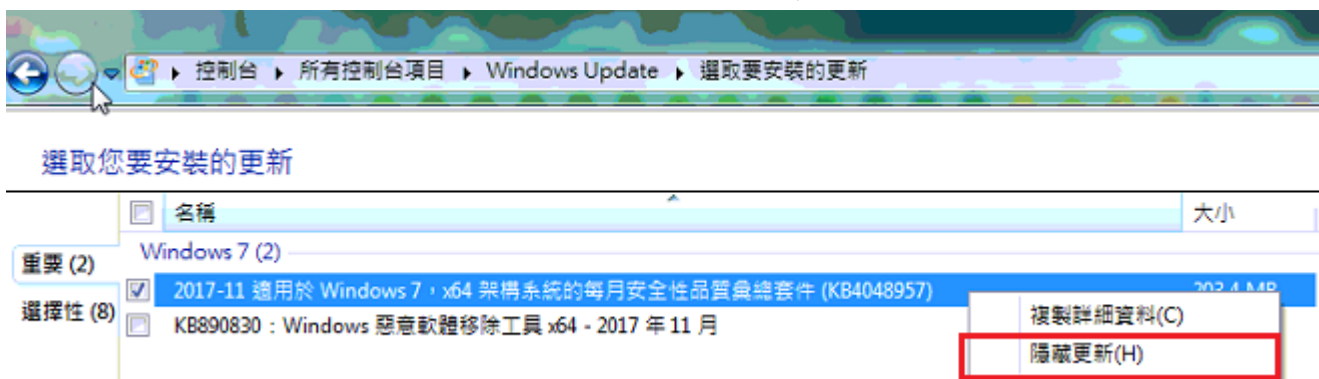 控制台 ▸ 所有控制台項目 ▸ Windows Update ▸ 選取要安裝的更新
選取您要安裝的更新
名稱 大小
重要 (2)
Windows 7 (2)
2017-11 適用於 Windows 7，x64 架構系統的每月安全性品質彙總套件 (KB4048957) 203.4 MB
選擇性 (8)
KB890830：Windows 惡意軟體移除工具 x64 - 2017 年 11 月
複製詳細資料(C)
隱藏更新(H)